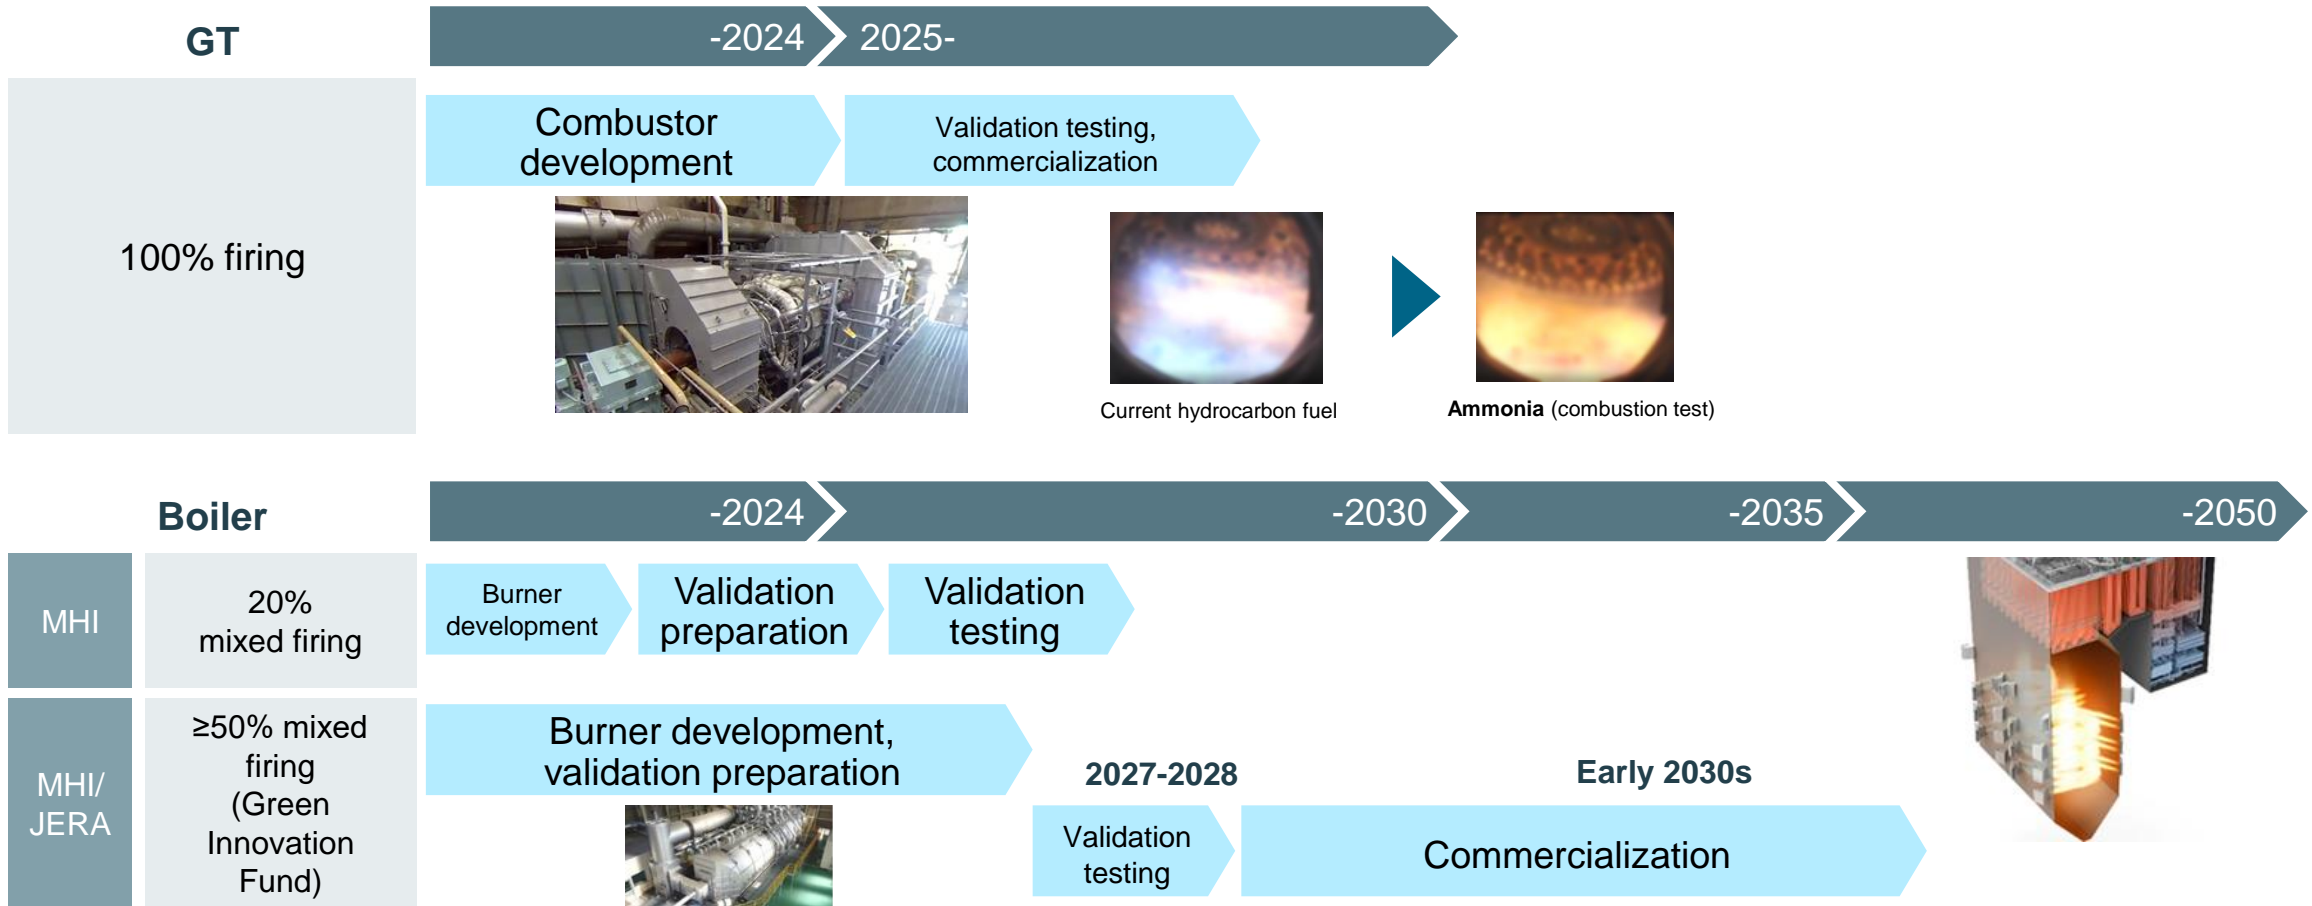 GT
-2024
2025-
100% firing
Combustor
development
Validation testing,
commercialization
Current hydrocarbon fuel
Ammonia (combustion test)
Boiler
-2024
-2030
-2035
-2050
MHI
20%
mixed firing
Burner
development
Validation
preparation
Validation
testing
MHI/
JERA
≥50% mixed
firing
(Green
Innovation
Fund)
Burner development,
validation preparation
2027-2028
Validation
testing
Early 2030s
Commercialization